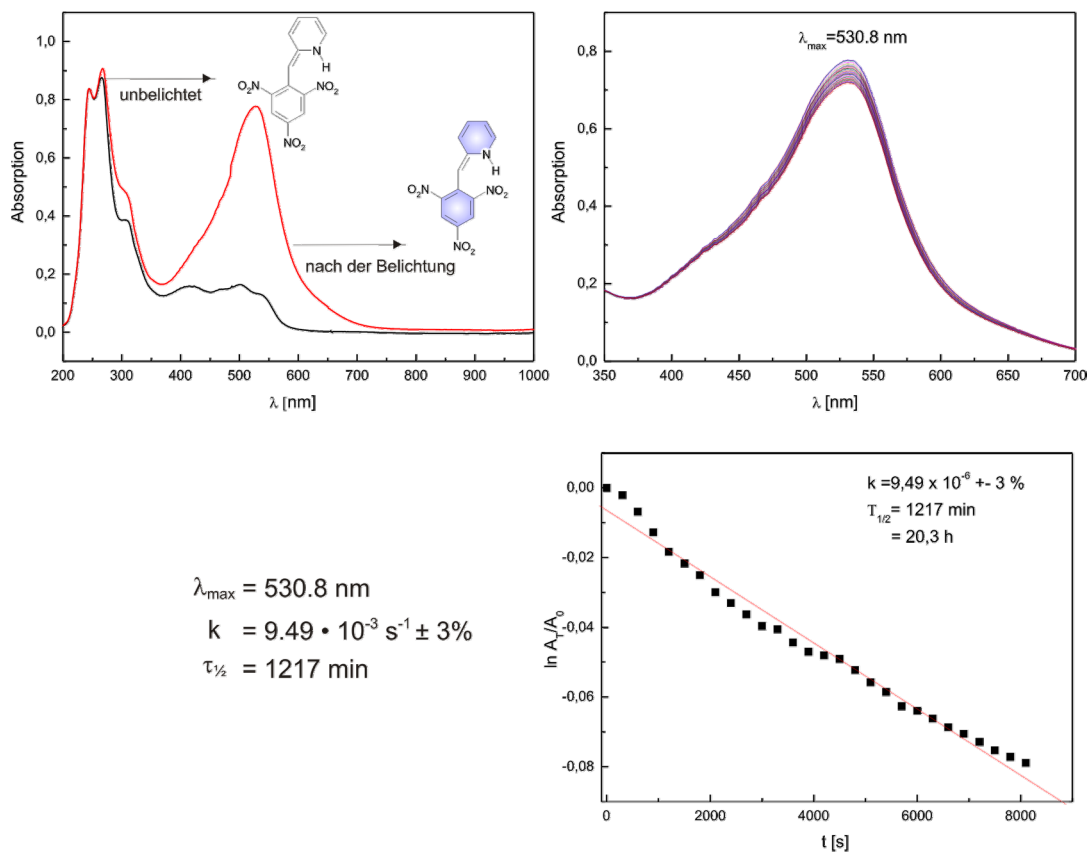 1,0
0,8
0,6
0,4
0,2
0,0
Absorption
200 300 400 500 600 700 800 900 1000
λ [nm]
unbelichtet
N
H
NO₂
NO₂
NO₂
N
H
NO₂
NO₂
NO₂
nach der Belichtung
λmax=530.8 nm
0,8
0,6
0,4
0,2
0,0
Absorption
350 400 450 500 550 600 650 700
λ [nm]
λmax = 530.8 nm
k = 9.49 • 10⁻³ s⁻¹ ± 3%
τ½ = 1217 min
k =9,49 x 10⁻⁶ +- 3 %
T1/2= 1217 min
= 20,3 h
0,00
-0,02
-0,04
-0,06
-0,08
ln AT/A0
0 2000 4000 6000 8000
t [s]